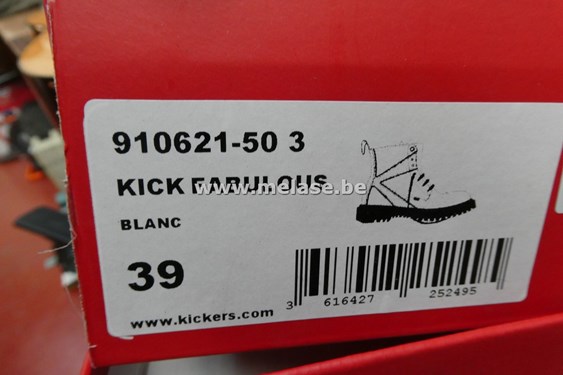 910621-50 3
KICK FABULOUS
www.melase.be
BLANC
39
3 616427 252495
www.kickers.com